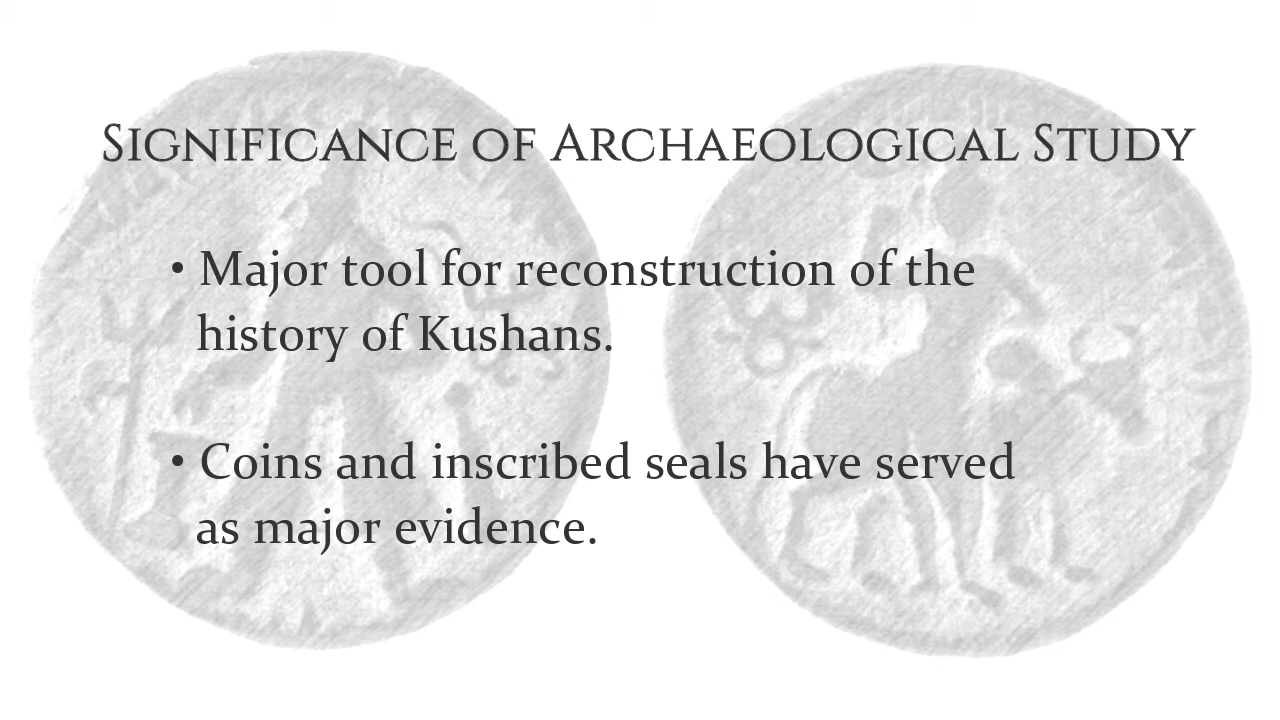 Significance of Archaeological Study
• Major tool for reconstruction of the
history of Kushans.
• Coins and inscribed seals have served
as major evidence.